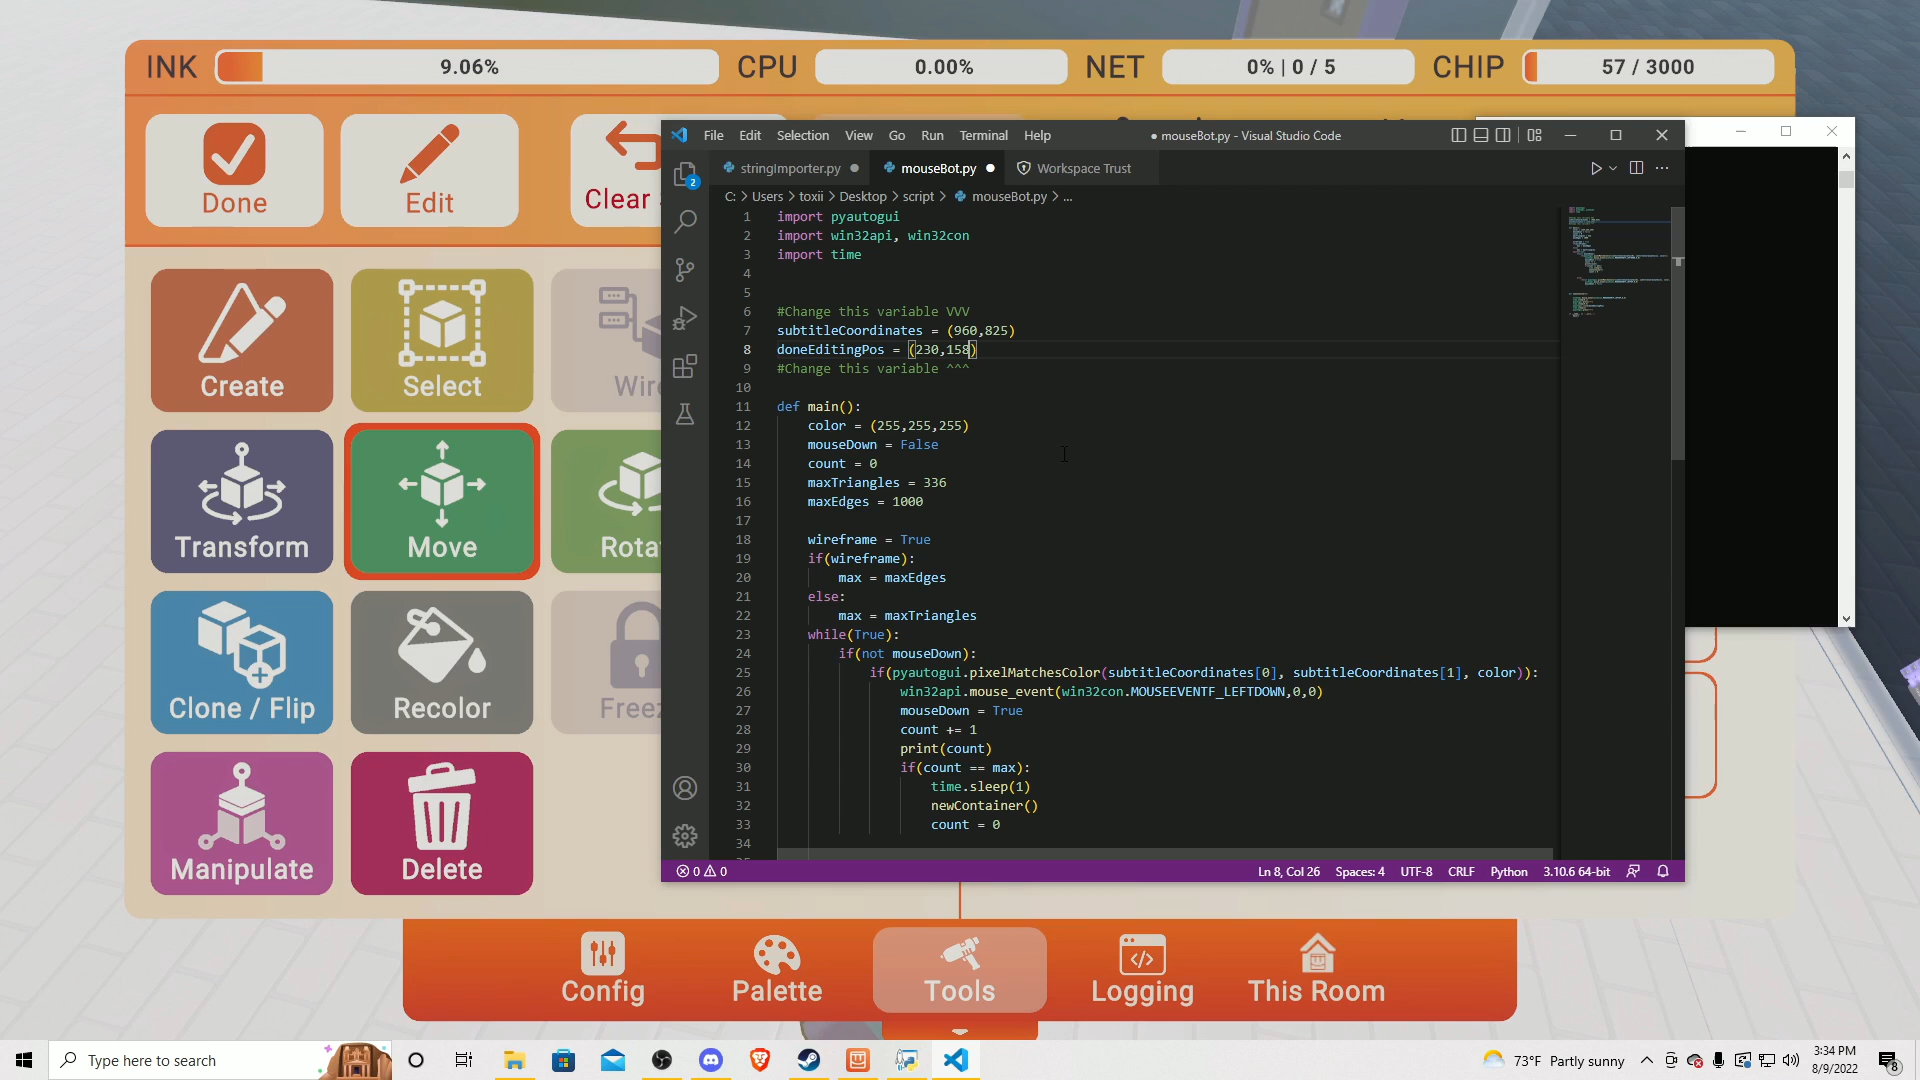 INK 9.06% CPU 0.00% NET 0% | 0 / 5 CHIP 57 / 3000
Done
Edit
Clear
Create
Select
Transform
Move
Clone / Flip
Recolor
Manipulate
Delete
File Edit Selection View Go Run Terminal Help ● mouseBot.py - Visual Studio Code
stringImporter.py ● mouseBot.py ● Workspace Trust
2
C: > Users > toxii > Desktop > script > mouseBot.py > ...
1 import pyautogui
2 import win32api, win32con
3 import time
4
5
6 #Change this variable VVV
7 subtitleCoordinates = (960,825)
8 doneEditingPos = (230,158)
9 #Change this variable ^^^
10
11 def main():
12 color = (255,255,255)
13 mouseDown = False
14 count = 0
15 maxTriangles = 336
16 maxEdges = 1000
17
18 wireframe = True
19 if(wireframe):
20 max = maxEdges
21 else:
22 max = maxTriangles
23 while(True):
24 if(not mouseDown):
25 if(pyautogui.pixelMatchesColor(subtitleCoordinates[0], subtitleCoordinates[1], color)):
26 win32api.mouse_event(win32con.MOUSEEVENTF_LEFTDOWN,0,0)
27 mouseDown = True
28 count += 1
29 print(count)
30 if(count == max):
31 time.sleep(1)
32 newContainer()
33 count = 0
34
0 0 Ln 8, Col 26 Spaces: 4 UTF-8 CRLF Python 3.10.6 64-bit
Config
Palette
Tools
Logging
This Room
Type here to search
73°F Partly sunny
3:34 PM
8/9/2022
8